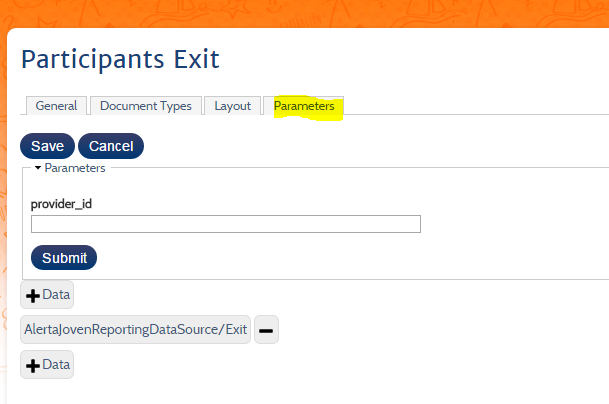 Participants Exit
General Document Types Layout Parameters
Save Cancel
Parameters
provider_id
Submit
Data
AlertaJovenReportingDataSource/Exit
Data